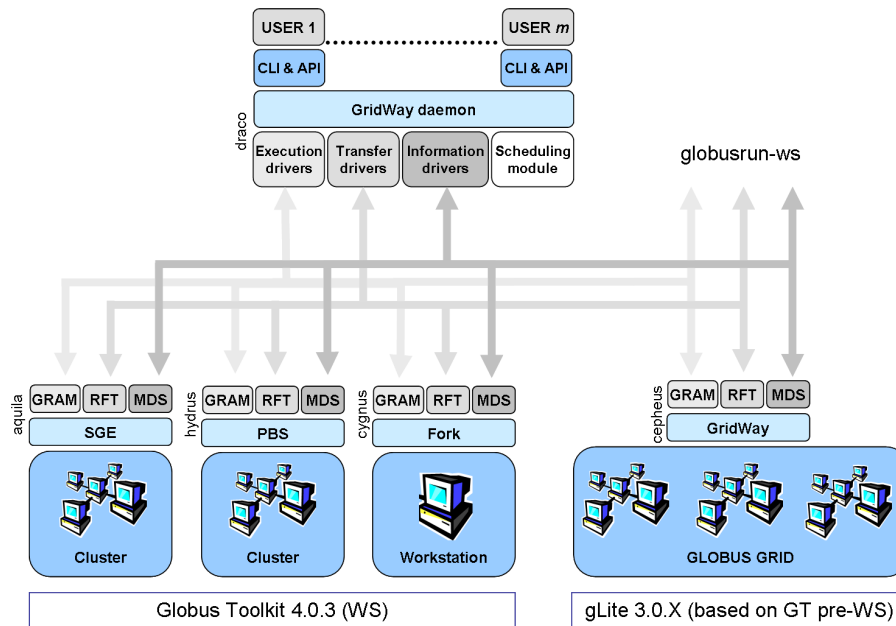 USER 1
USER m
CLI & API
CLI & API
GridWay daemon
draco
Execution drivers
Transfer drivers
Information drivers
Scheduling module
globusrun-ws
aquila
GRAM
RFT
MDS
SGE
Cluster
hydrus
GRAM
RFT
MDS
PBS
Cluster
cygnus
GRAM
RFT
MDS
Fork
Workstation
cepheus
GRAM
RFT
MDS
GridWay
GLOBUS GRID
Globus Toolkit 4.0.3 (WS)
gLite 3.0.X (based on GT pre-WS)